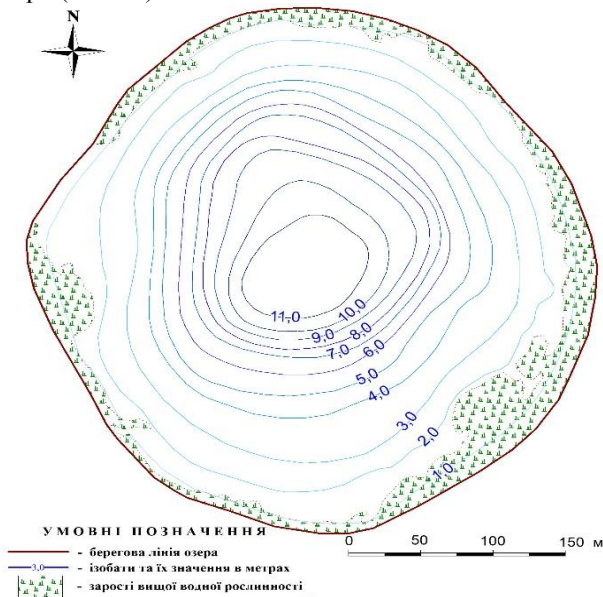 N
11,0
10,0
9,0
8,0
7,0
6,0
5,0
4,0
3,0
2,0
1,0
УМОВНІ ПОЗНАЧЕННЯ
- берегова лінія озера
3,0 - ізобати та їх значення в метрах
- зарості вищої водної рослинності
0 50 100 150 м